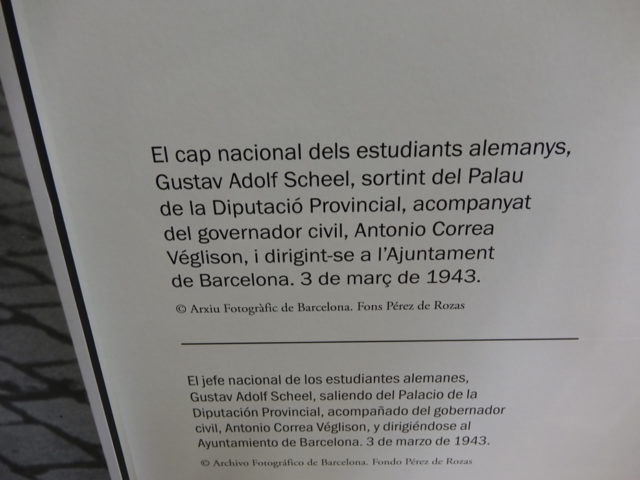 El cap nacional dels estudiants alemanys,
Gustav Adolf Scheel, sortint del Palau
de la Diputació Provincial, acompanyat
del governador civil, Antonio Correa
Véglison, i dirigint-se a l'Ajuntament
de Barcelona. 3 de març de 1943.
© Arxiu Fotogràfic de Barcelona. Fons Pérez de Rozas
El jefe nacional de los estudiantes alemanes,
Gustav Adolf Scheel, saliendo del Palacio de la
Diputación Provincial, acompañado del gobernador
civil, Antonio Correa Véglison, y dirigiéndose al
Ayuntamiento de Barcelona. 3 de marzo de 1943.
© Archivo Fotográfico de Barcelona. Fondo Pérez de Rozas